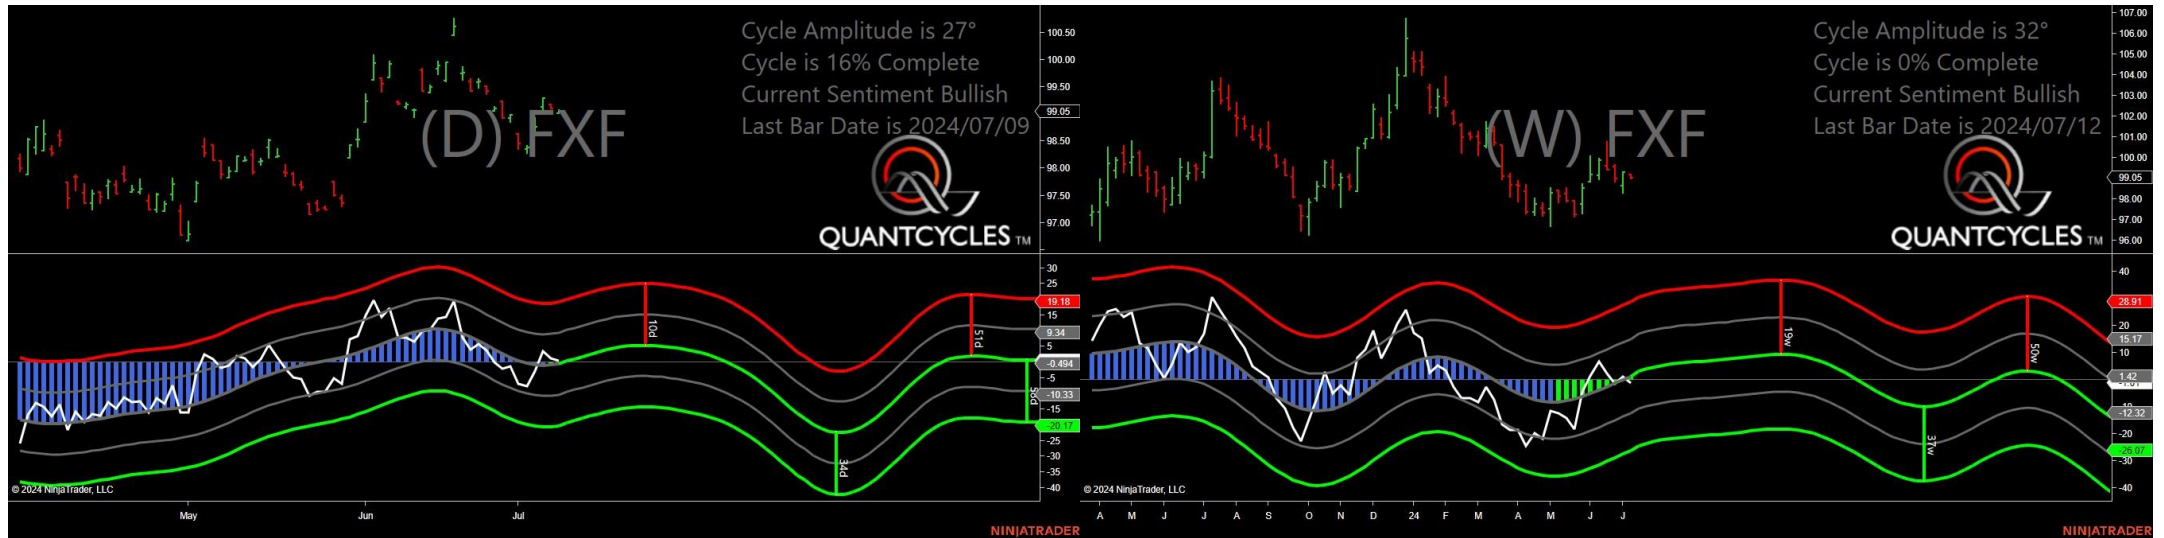 Cycle Amplitude is 27°
Cycle is 16% Complete
Current Sentiment Bullish
Last Bar Date is 2024/07/09
(D) FXF
QUANTCYCLES TM
100.50
100.00
99.50
99.05
98.50
98.00
97.50
97.00
30
25
19.18
15
9.34
5
-0.494
-5
-10.33
-15
-20.17
-25
-30
-35
-40
10d
34d
51d
© 2024 NinjaTrader, LLC
May
Jun
Jul
NINJATRADER
Cycle Amplitude is 32°
Cycle is 0% Complete
Current Sentiment Bullish
Last Bar Date is 2024/07/12
(W) FXF
QUANTCYCLES TM
107.00
106.00
105.00
104.00
103.00
102.00
101.00
100.00
99.05
98.00
97.00
96.00
40
28.91
20
15.17
10
1.42
-12.32
-20
-26.07
-30
-40
19w
37w
50w
© 2024 NinjaTrader, LLC
A M J J A S O N D 24 F M A M J J
NINJATRADER